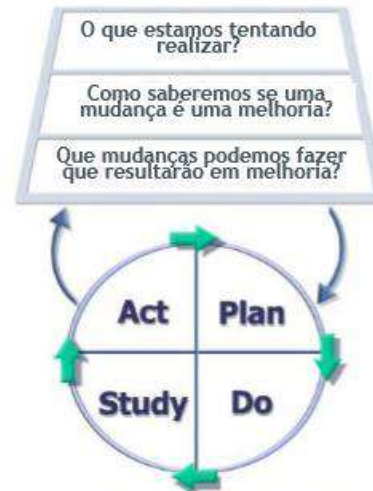 O que estamos tentando
realizar?
Como saberemos se uma
mudança é uma melhoria?
Que mudanças podemos fazer
que resultarão em melhoria?
Act Plan
Study Do